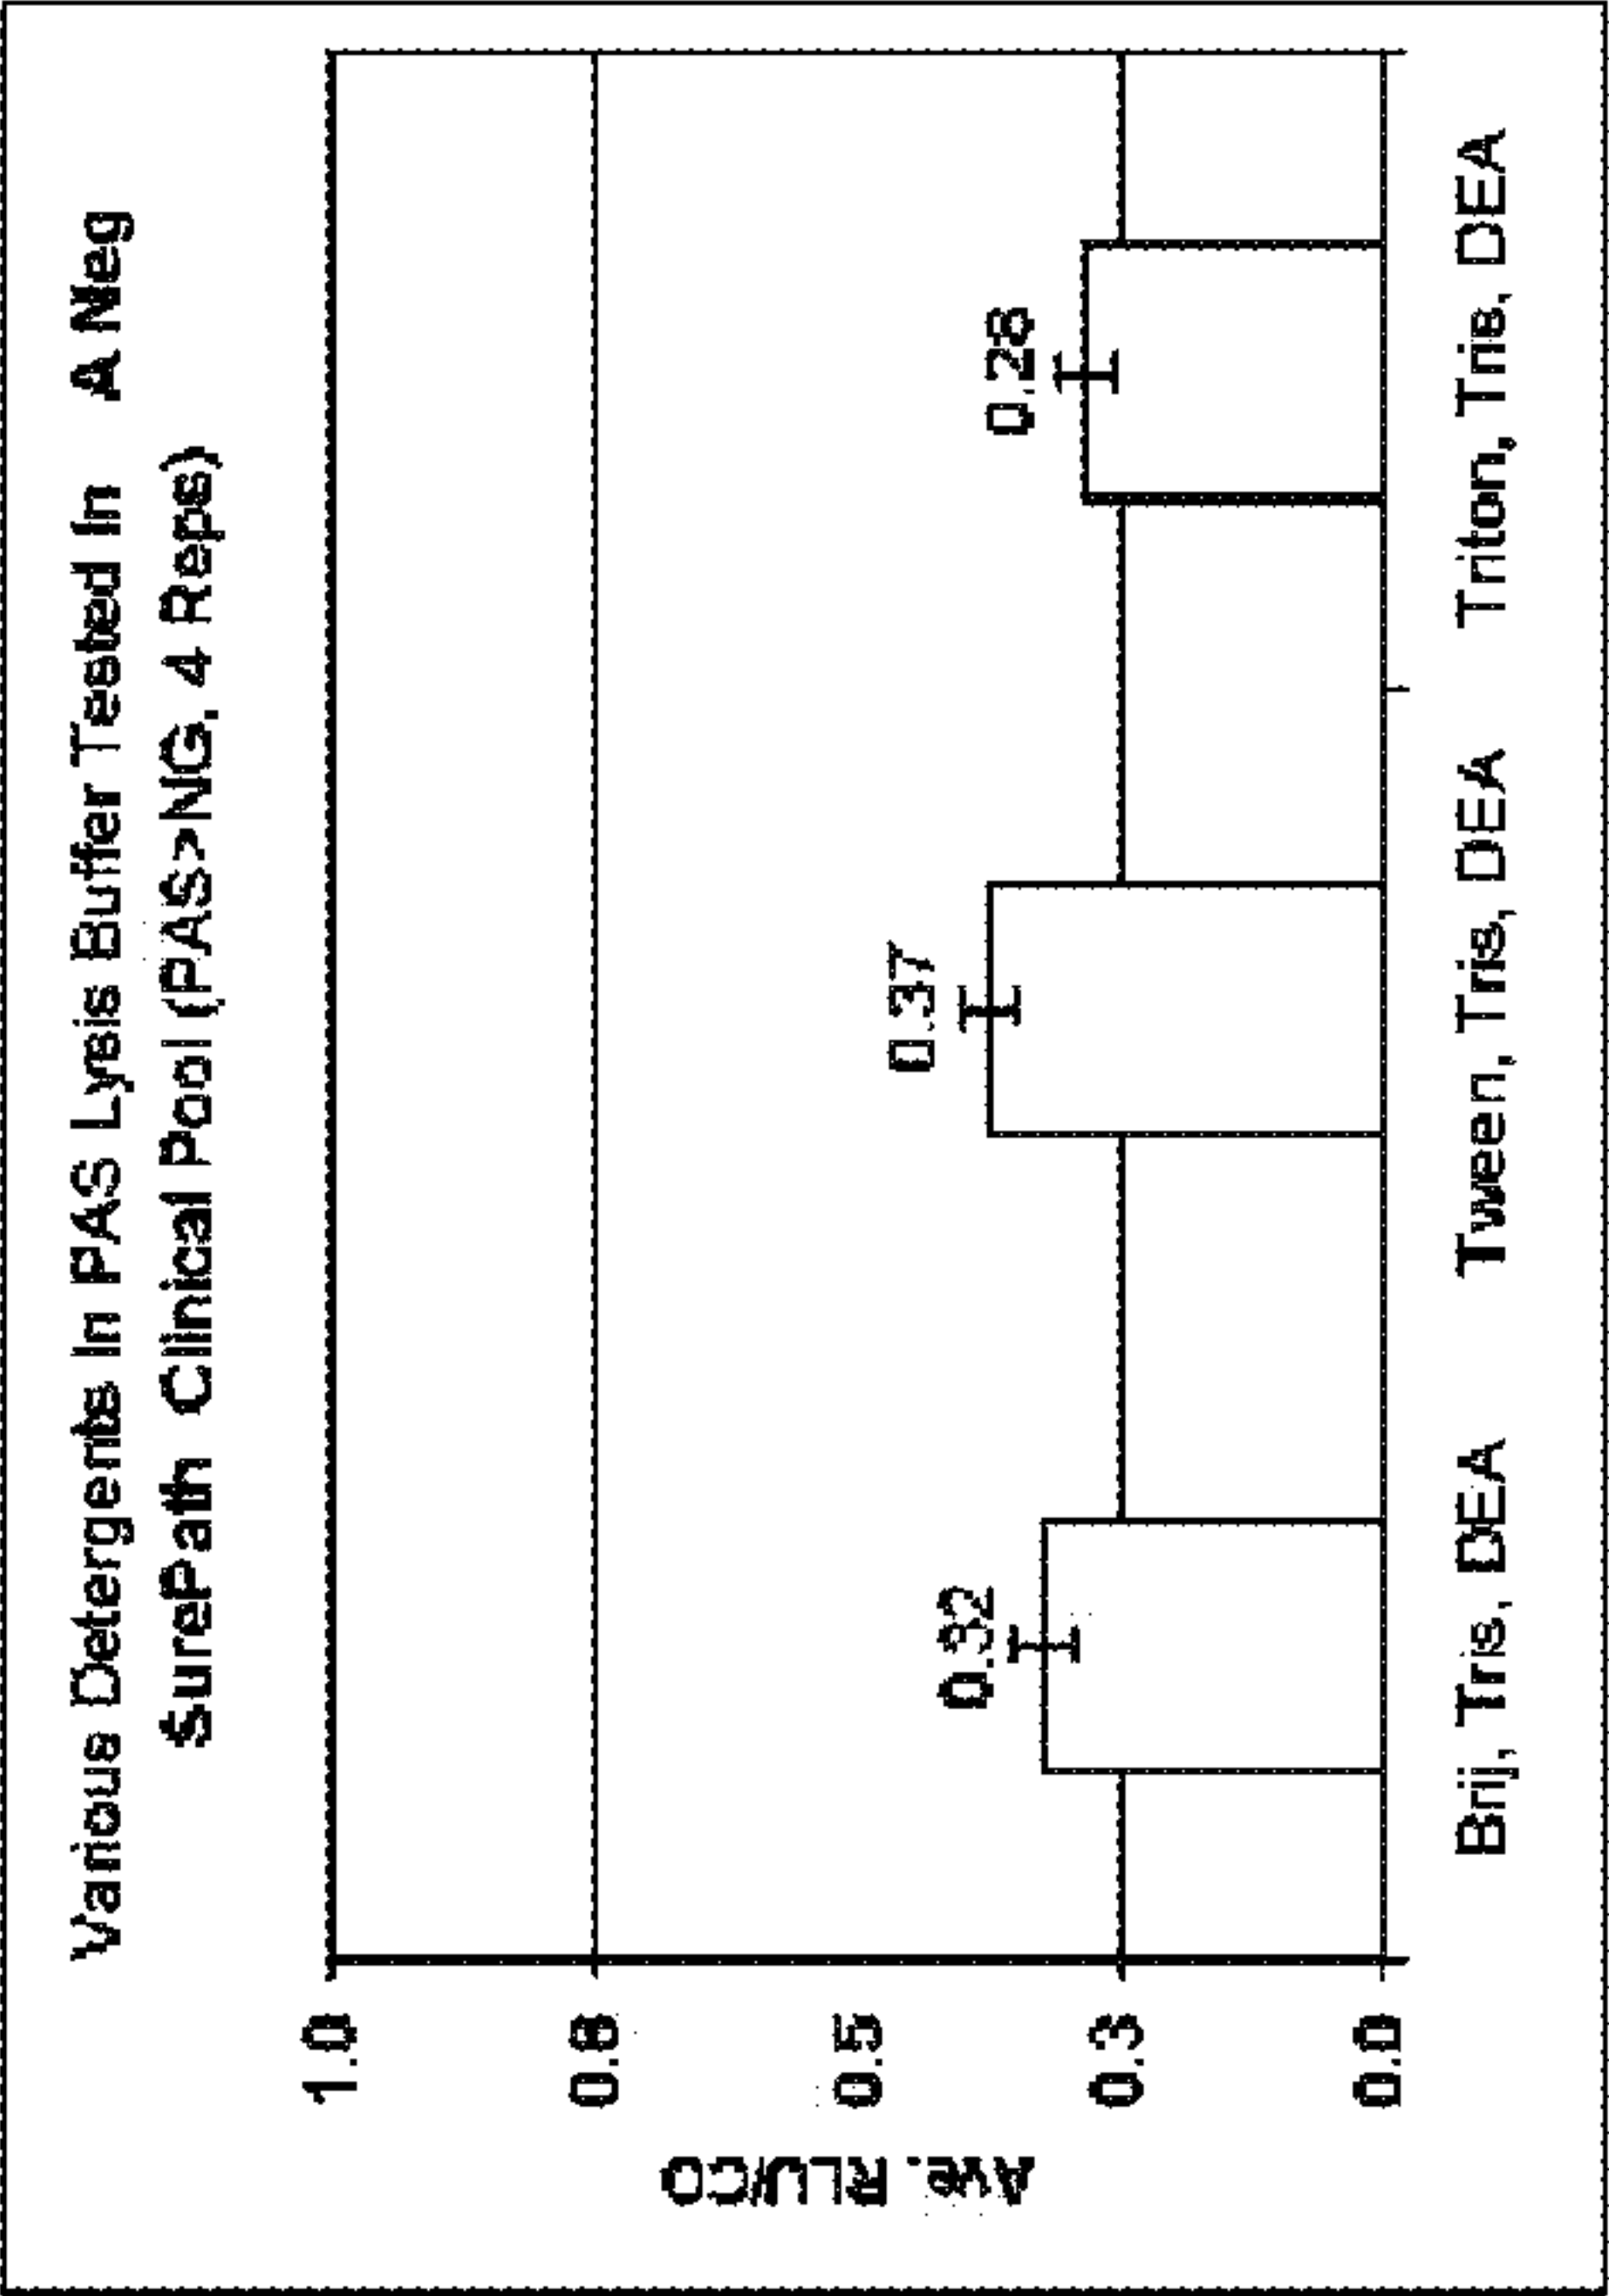 Various Detergents In PAS Lysis Buffer Tested In A Neg
SurePath Clinical Pool (PAS>NG, 4 Reps)
Ave. RLU/CO
1.0
0.8
0.5
0.3
0.0
0.32
0.37
0.28
Brij, Tris, DEA
Tween, Tris, DEA
Triton, Tris, DEA